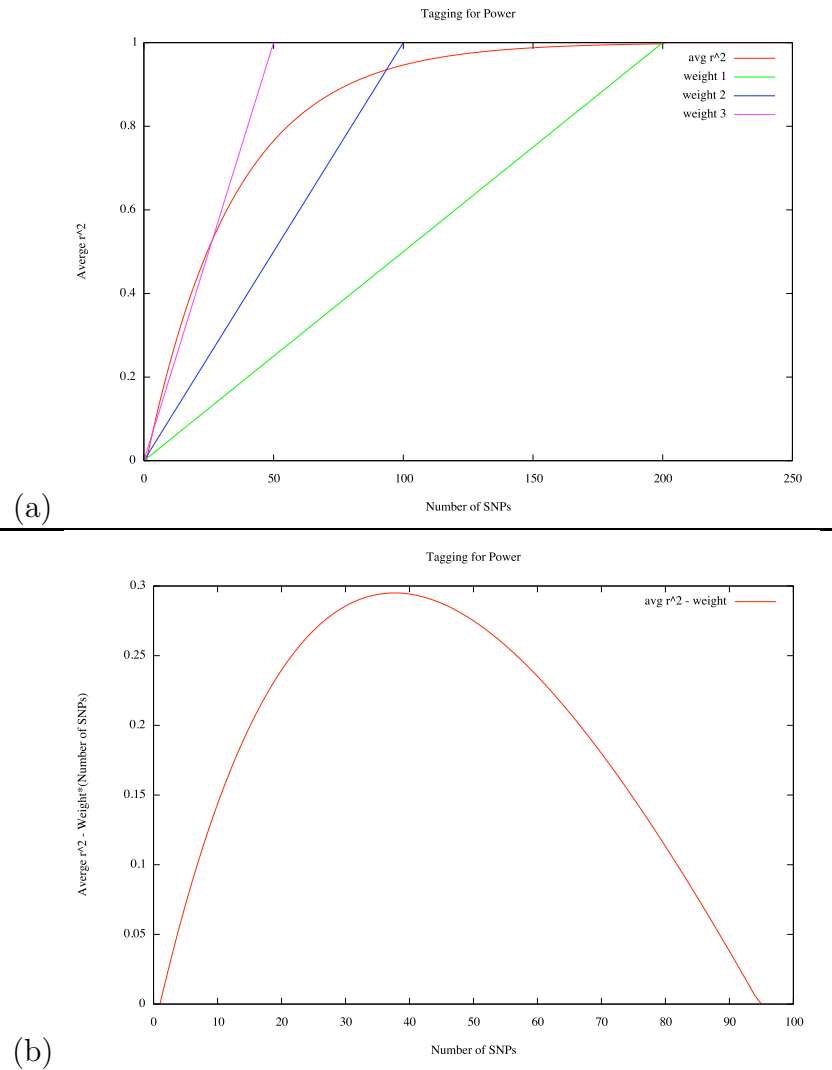 Tagging for Power
1
0.8
0.6
0.4
0.2
0
Averge r^2
avg r^2
weight 1
weight 2
weight 3
0 50 100 150 200 250
Number of SNPs
(a)
Tagging for Power
0.3
0.25
0.2
0.15
0.1
0.05
0
Averge r^2 - Weight*(Number of SNPs)
avg r^2 - weight
0 10 20 30 40 50 60 70 80 90 100
Number of SNPs
(b)